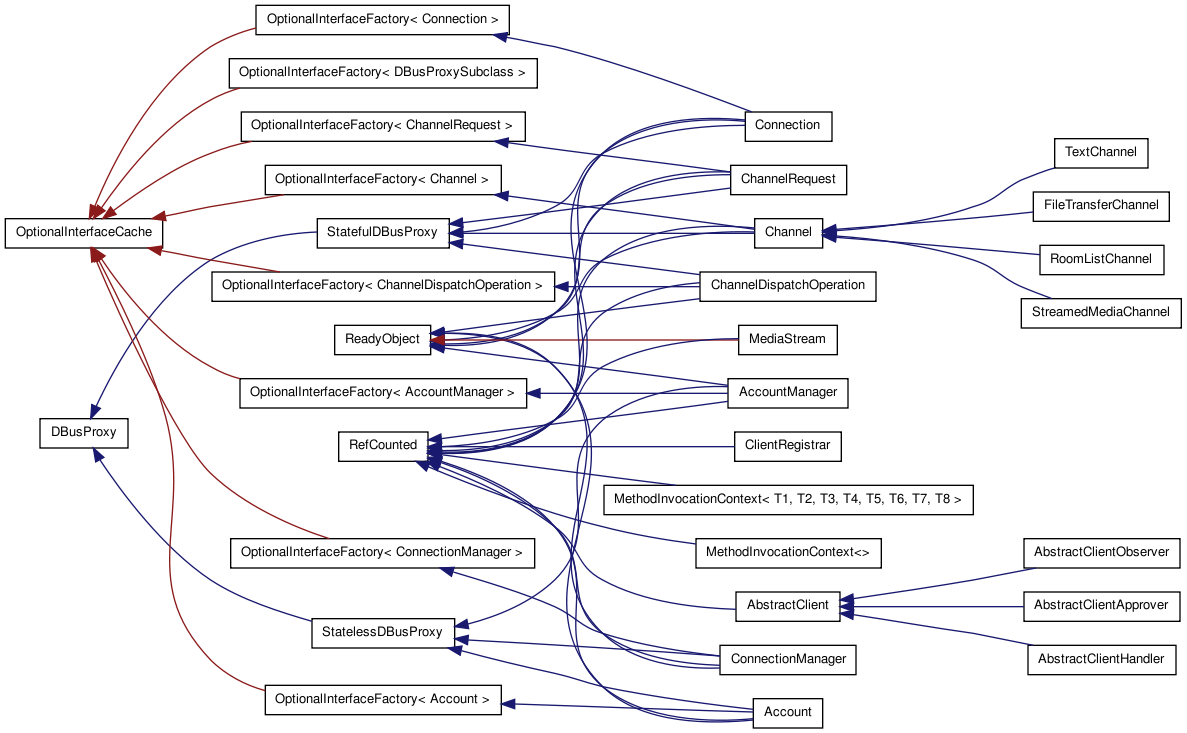 OptionalInterfaceFactory< Connection >
OptionalInterfaceFactory< DBusProxySubclass >
OptionalInterfaceFactory< ChannelRequest >
Connection
TextChannel
OptionalInterfaceFactory< Channel >
ChannelRequest
FileTransferChannel
OptionalInterfaceCache
StatefulDBusProxy
Channel
RoomListChannel
OptionalInterfaceFactory< ChannelDispatchOperation >
ChannelDispatchOperation
StreamedMediaChannel
ReadyObject
MediaStream
OptionalInterfaceFactory< AccountManager >
AccountManager
DBusProxy
RefCounted
ClientRegistrar
MethodInvocationContext< T1, T2, T3, T4, T5, T6, T7, T8 >
OptionalInterfaceFactory< ConnectionManager >
MethodInvocationContext<>
AbstractClientObserver
StatelessDBusProxy
AbstractClient
AbstractClientApprover
ConnectionManager
AbstractClientHandler
OptionalInterfaceFactory< Account >
Account